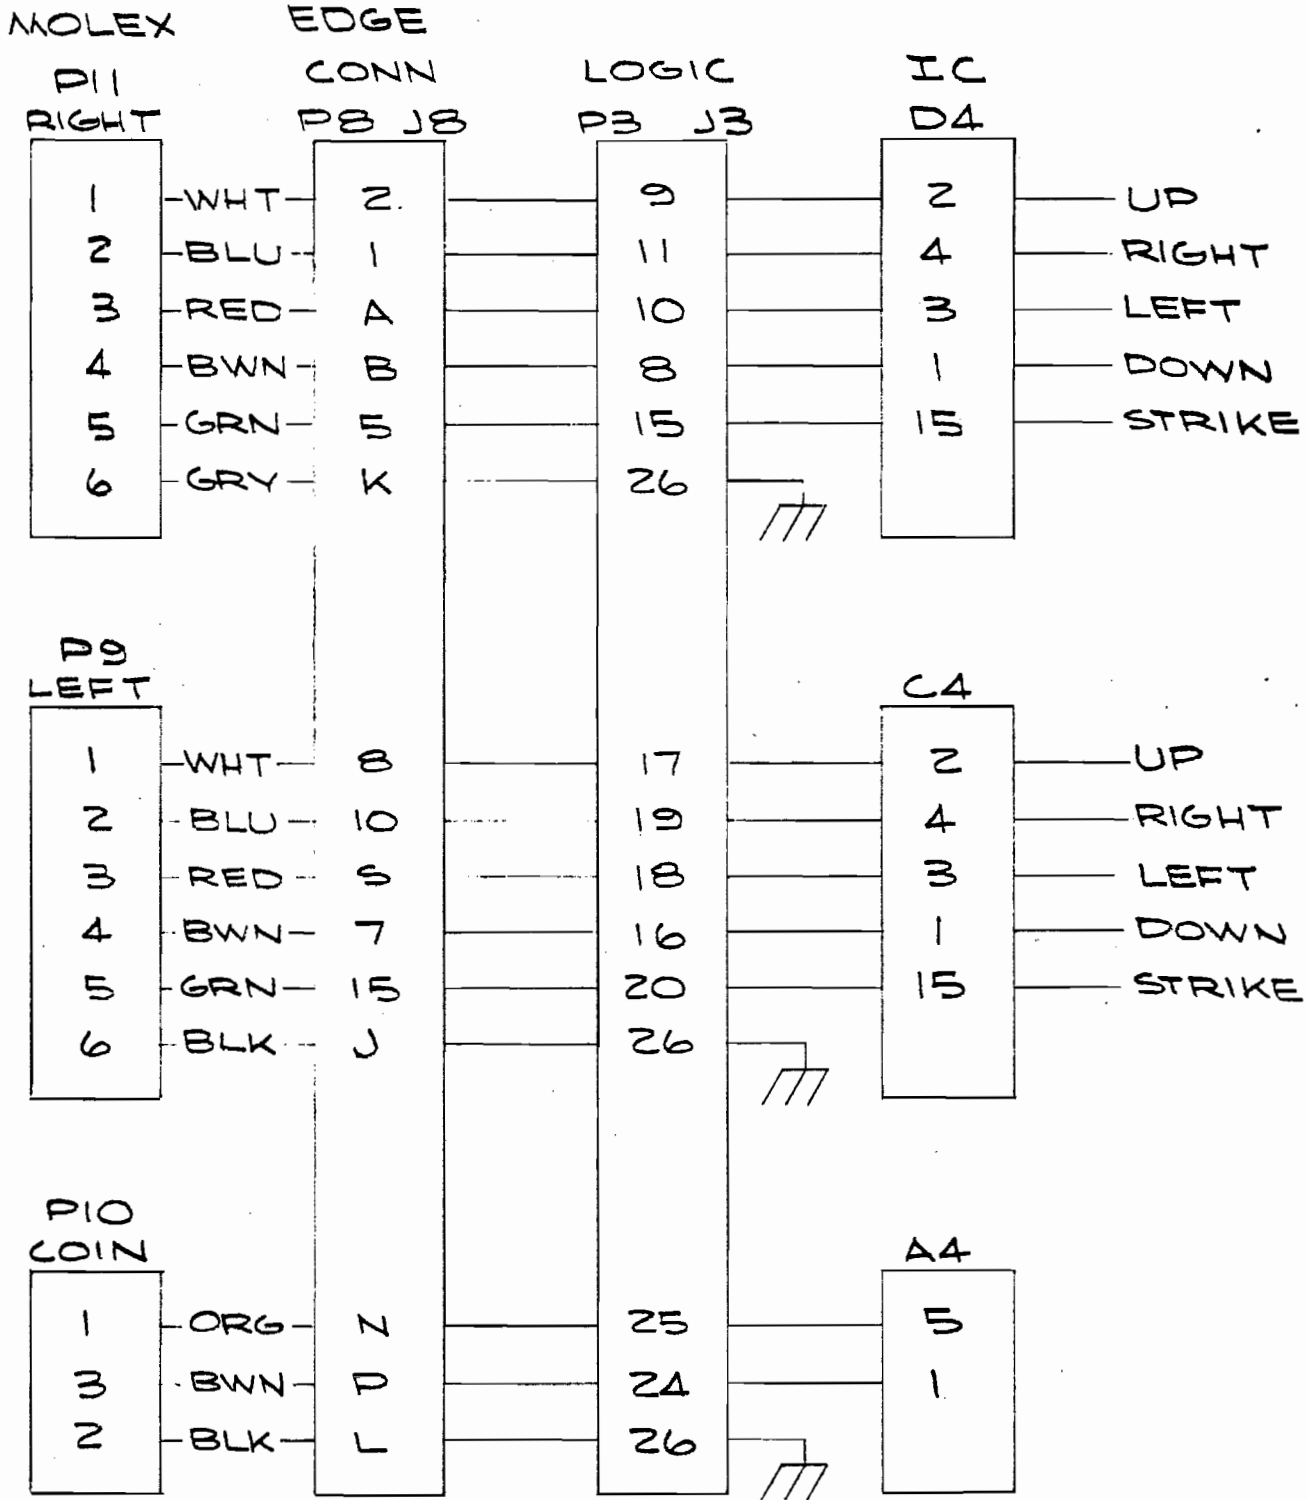 MOLEX EDGE
P11 CONN LOGIC IC
RIGHT P8 J8 P3 J3 D4
1 WHT 2 9 2 UP
2 BLU 1 11 4 RIGHT
3 RED A 10 3 LEFT
4 BWN B 8 1 DOWN
5 GRN 5 15 15 STRIKE
6 GRY K 26
P9
LEFT C4
1 WHT 8 17 2 UP
2 BLU 10 19 4 RIGHT
3 RED S 18 3 LEFT
4 BWN 7 16 1 DOWN
5 GRN 15 20 15 STRIKE
6 BLK J 26
P10
COIN A4
1 ORG N 25 5
3 BWN P 24 1
2 BLK L 26